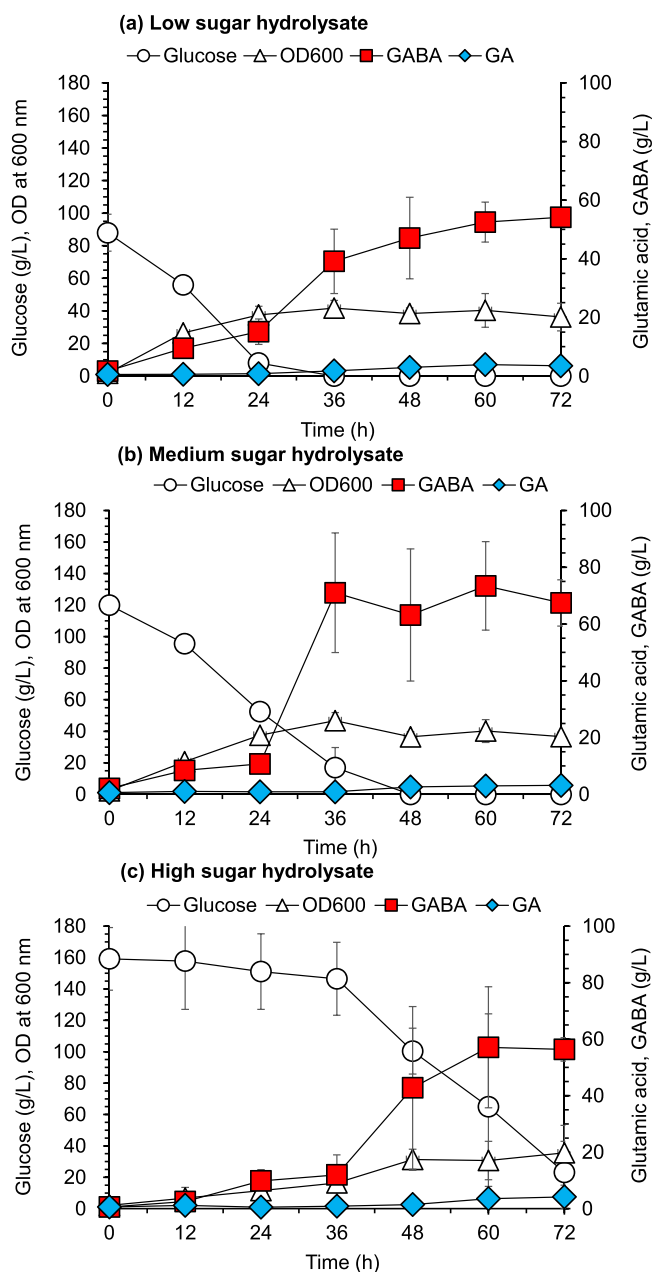 (a) Low sugar hydrolysate
Glucose OD600 GABA GA
180 100
160
140 80
120
100 60
80
60 40
40
20 20
0 0
0 12 24 36 48 60 72
Time (h)
Glucose (g/L), OD at 600 nm
Glutamic acid, GABA (g/L)
(b) Medium sugar hydrolysate
Glucose OD600 GABA GA
180 100
160
140 80
120
100 60
80
60 40
40
20 20
0 0
0 12 24 36 48 60 72
Time (h)
Glucose (g/L), OD at 600 nm
Glutamic acid, GABA (g/L)
(c) High sugar hydrolysate
Glucose OD600 GABA GA
180 100
160
140 80
120
100 60
80
60 40
40
20 20
0 0
0 12 24 36 48 60 72
Time (h)
Glucose (g/L), OD at 600 nm
Glutamic acid, GABA (g/L)